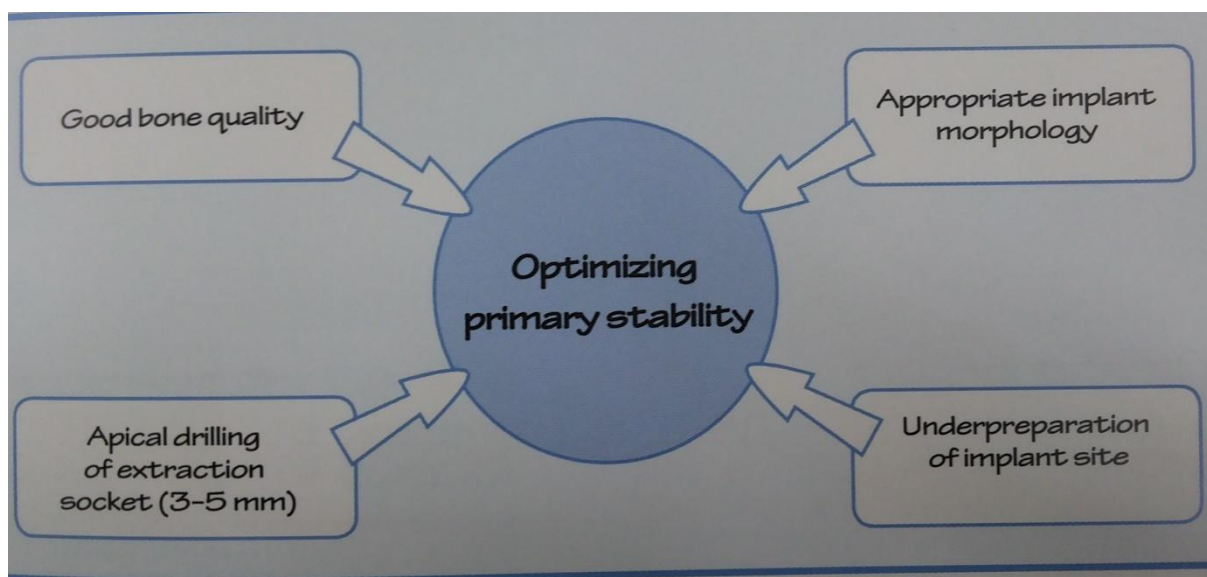 Good bone quality
Appropriate implant
morphology
Optimizing
primary stability
Apical drilling
of extraction
socket (3-5 mm)
Underpreparation
of implant site